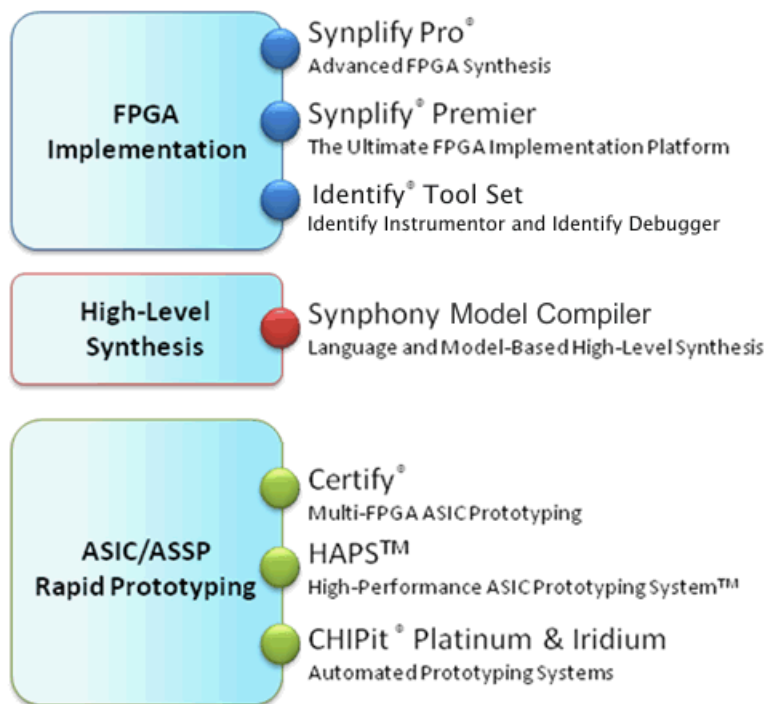 FPGA
Implementation
Synplify Pro®
Advanced FPGA Synthesis
Synplify® Premier
The Ultimate FPGA Implementation Platform
Identify® Tool Set
Identify Instrumentor and Identify Debugger
High-Level
Synthesis
Synphony Model Compiler
Language and Model-Based High-Level Synthesis
ASIC/ASSP
Rapid Prototyping
Certify®
Multi-FPGA ASIC Prototyping
HAPS™
High-Performance ASIC Prototyping System™
CHIPit® Platinum & Iridium
Automated Prototyping Systems